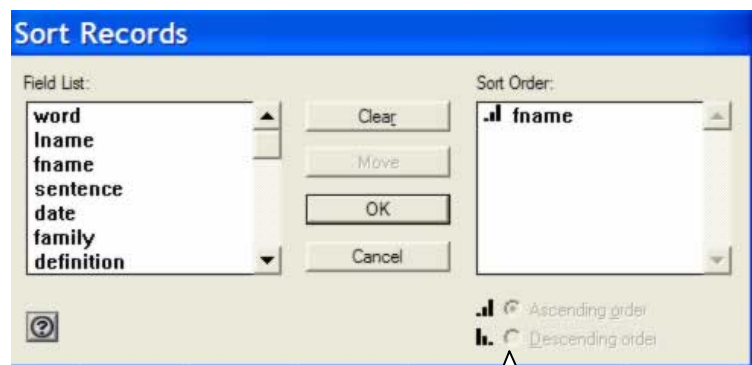 Sort Records
Field List:
word
lname
fname
sentence
date
family
definition
Clear
Move
OK
Cancel
Sort Order:
fname
Ascending order
Descending order